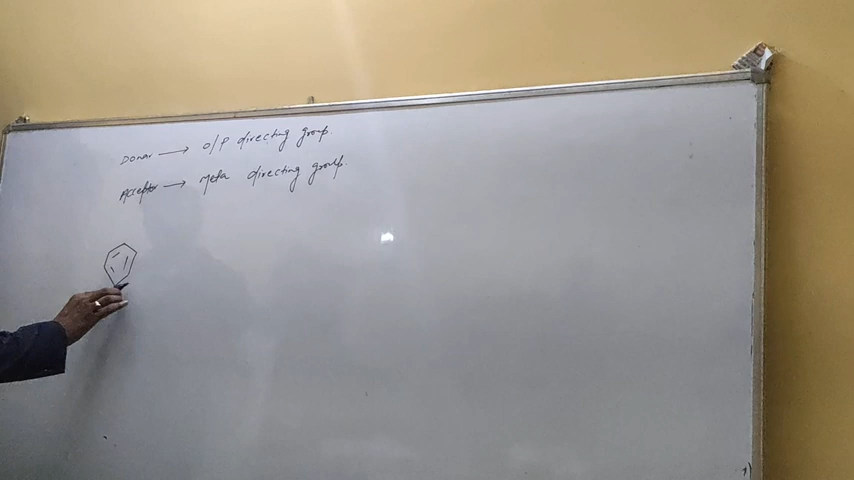 Donar → O/P directing group
Acceptor → Meta directing group.